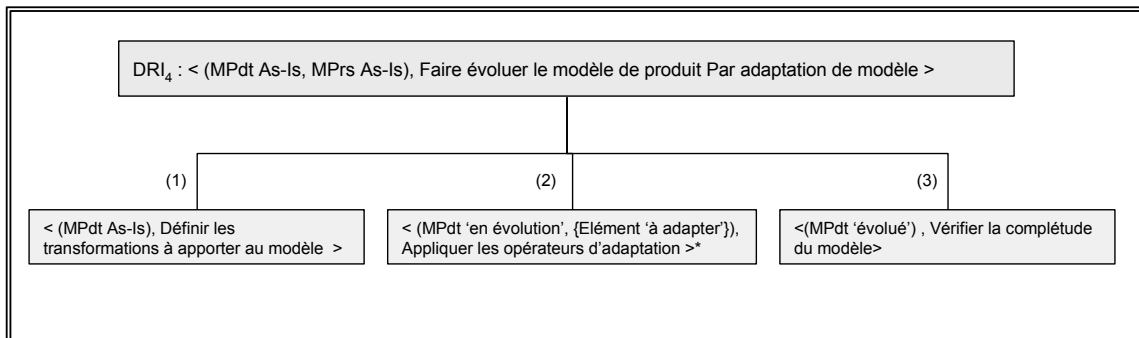 DRI4 : < (MPdt As-Is, MPrs As-Is), Faire évoluer le modèle de produit Par adaptation de modèle >
(1)
(2)
(3)
< (MPdt As-Is), Définir les
transformations à apporter au modèle >
< (MPdt ‘en évolution’, {Elément ‘à adapter’}),
Appliquer les opérateurs d’adaptation >*
<(MPdt ‘évolué’) , Vérifier la complétude
du modèle>